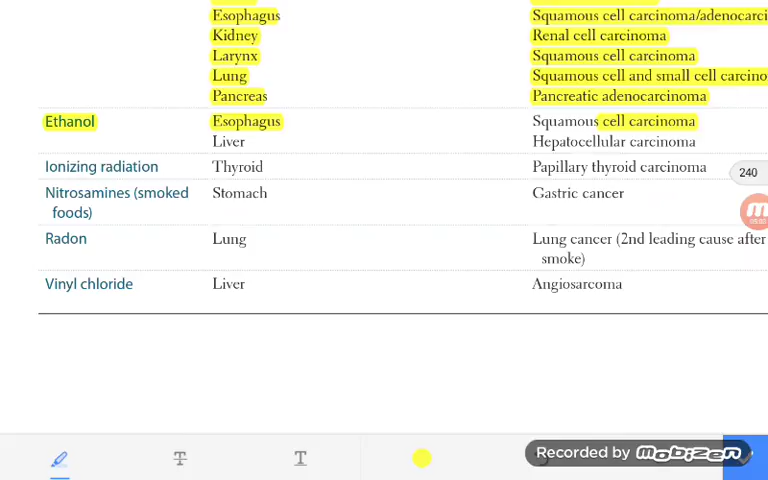 Esophagus Squamous cell carcinoma/adenocarci
Kidney Renal cell carcinoma
Larynx Squamous cell carcinoma
Lung Squamous cell and small cell carcino
Pancreas Pancreatic adenocarcinoma
Ethanol Esophagus Squamous cell carcinoma
Liver Hepatocellular carcinoma
Ionizing radiation Thyroid Papillary thyroid carcinoma
240
Nitrosamines (smoked Stomach Gastric cancer
foods)
Radon Lung Lung cancer (2nd leading cause after
smoke)
Vinyl chloride Liver Angiosarcoma
T T
Recorded by MOBIZEN